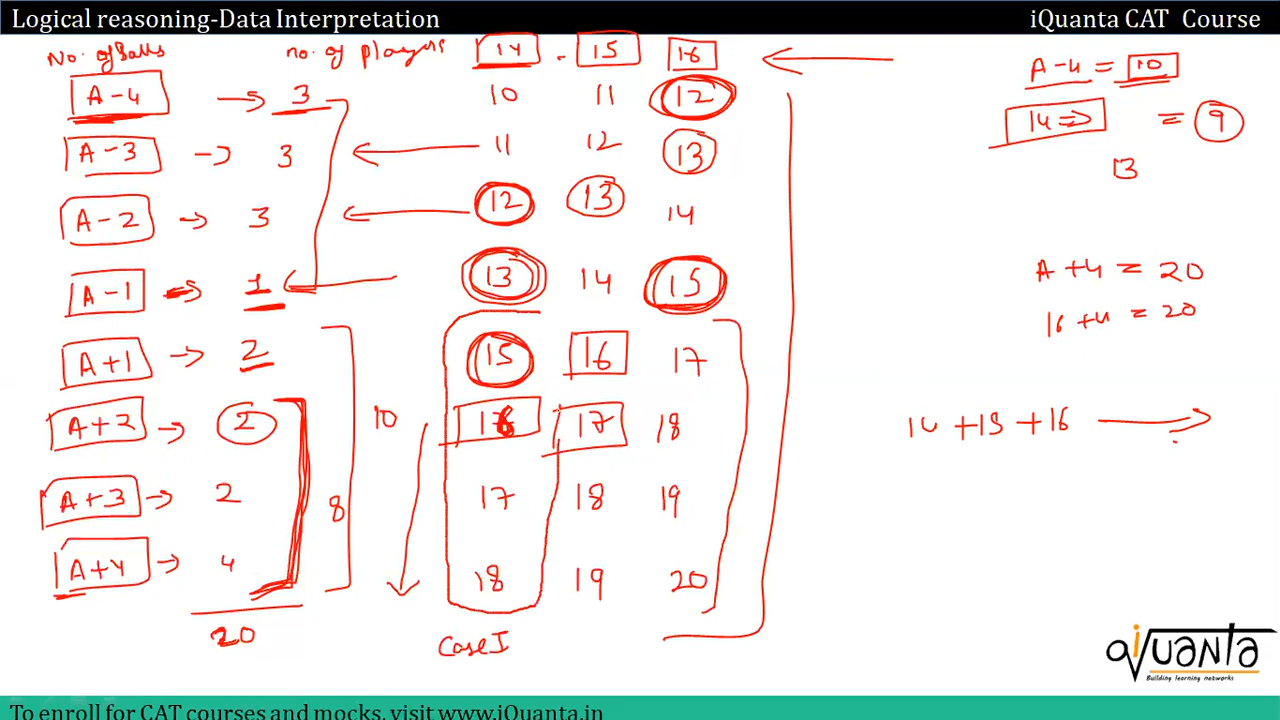 Logical reasoning-Data Interpretation iQuanta CAT Course
No. of balls no. of players 14 - 15 16
A-4 → 3 10 11 12
A-3 → 3 11 12 13
A-2 → 3 12 13 14
A-1 → 1 13 14 15
A+1 → 2 15 16 17
A+2 → 2 10 16 17 18
A+3 → 2 8 17 18 19
A+4 → 4 18 19 20
20 Case I
A-4 = 10
14 ⇒ = 9
13
A+4 = 20
16+4 = 20
14 + 15 + 16 →
iQuanta
Building learning networks
To enroll for CAT courses and mocks, visit www.iQuanta.in